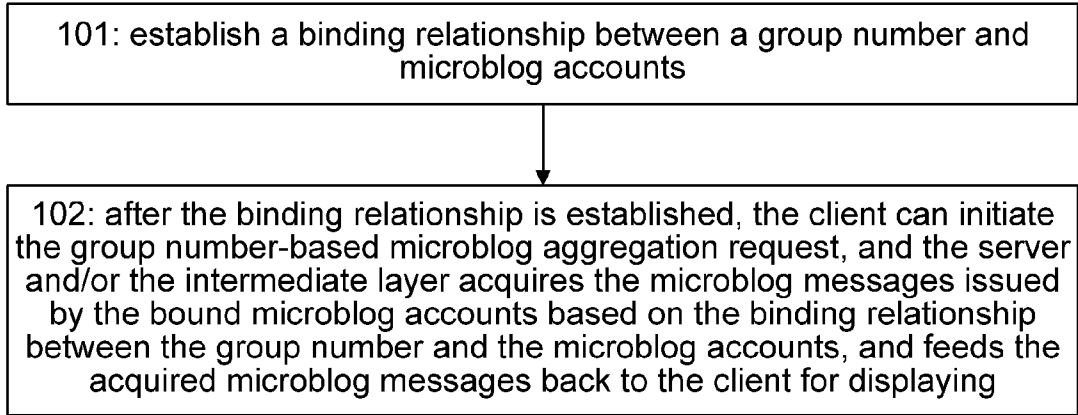 101: establish a binding relationship between a group number and
microblog accounts
102: after the binding relationship is established, the client can initiate
the group number-based microblog aggregation request, and the server
and/or the intermediate layer acquires the microblog messages issued
by the bound microblog accounts based on the binding relationship
between the group number and the microblog accounts, and feeds the
acquired microblog messages back to the client for displaying